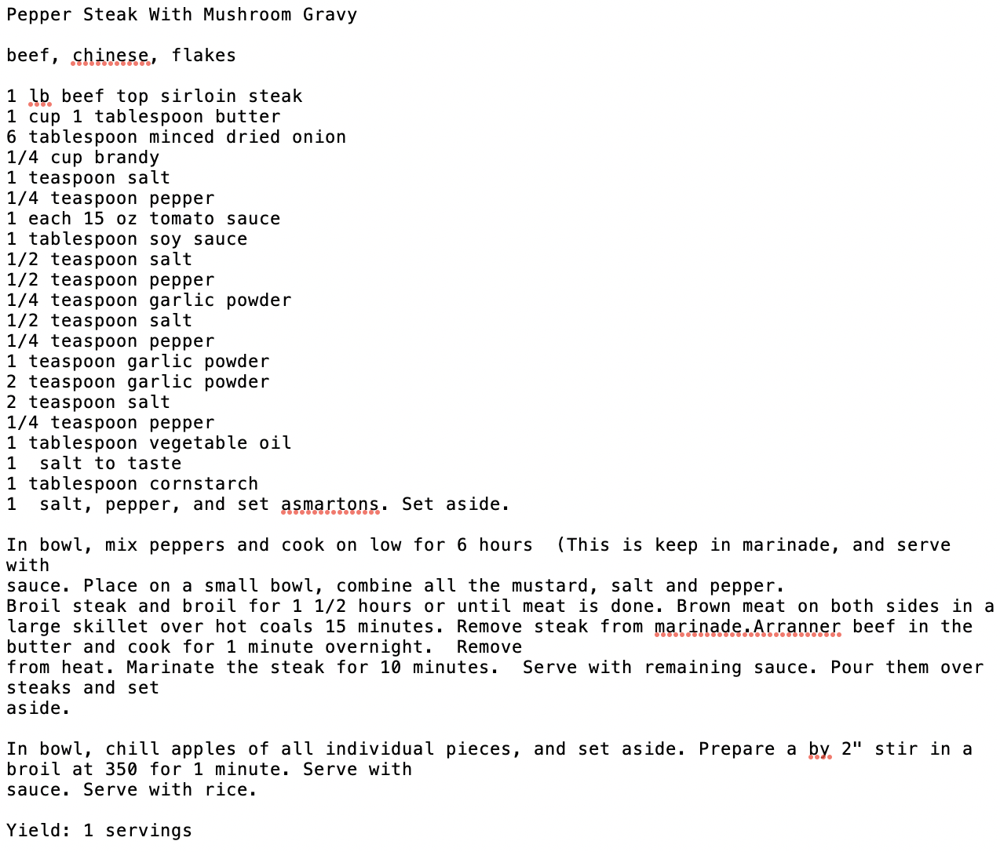 Pepper Steak With Mushroom Gravy
beef, chinese, flakes
1 lb beef top sirloin steak
1 cup 1 tablespoon butter
6 tablespoon minced dried onion
1/4 cup brandy
1 teaspoon salt
1/4 teaspoon pepper
1 each 15 oz tomato sauce
1 tablespoon soy sauce
1/2 teaspoon salt
1/2 teaspoon pepper
1/4 teaspoon garlic powder
1/2 teaspoon salt
1/4 teaspoon pepper
1 teaspoon garlic powder
2 teaspoon garlic powder
2 teaspoon salt
1/4 teaspoon pepper
1 tablespoon vegetable oil
1  salt to taste
1 tablespoon cornstarch
1  salt, pepper, and set asmartons. Set aside.
In bowl, mix peppers and cook on low for 6 hours  (This is keep in marinade, and serve
with
sauce. Place on a small bowl, combine all the mustard, salt and pepper.
Broil steak and broil for 1 1/2 hours or until meat is done. Brown meat on both sides in a
large skillet over hot coals 15 minutes. Remove steak from marinade.Arranner beef in the
butter and cook for 1 minute overnight.  Remove
from heat. Marinate the steak for 10 minutes.  Serve with remaining sauce. Pour them over
steaks and set
aside.
In bowl, chill apples of all individual pieces, and set aside. Prepare a by 2" stir in a
broil at 350 for 1 minute. Serve with
sauce. Serve with rice.
Yield: 1 servings